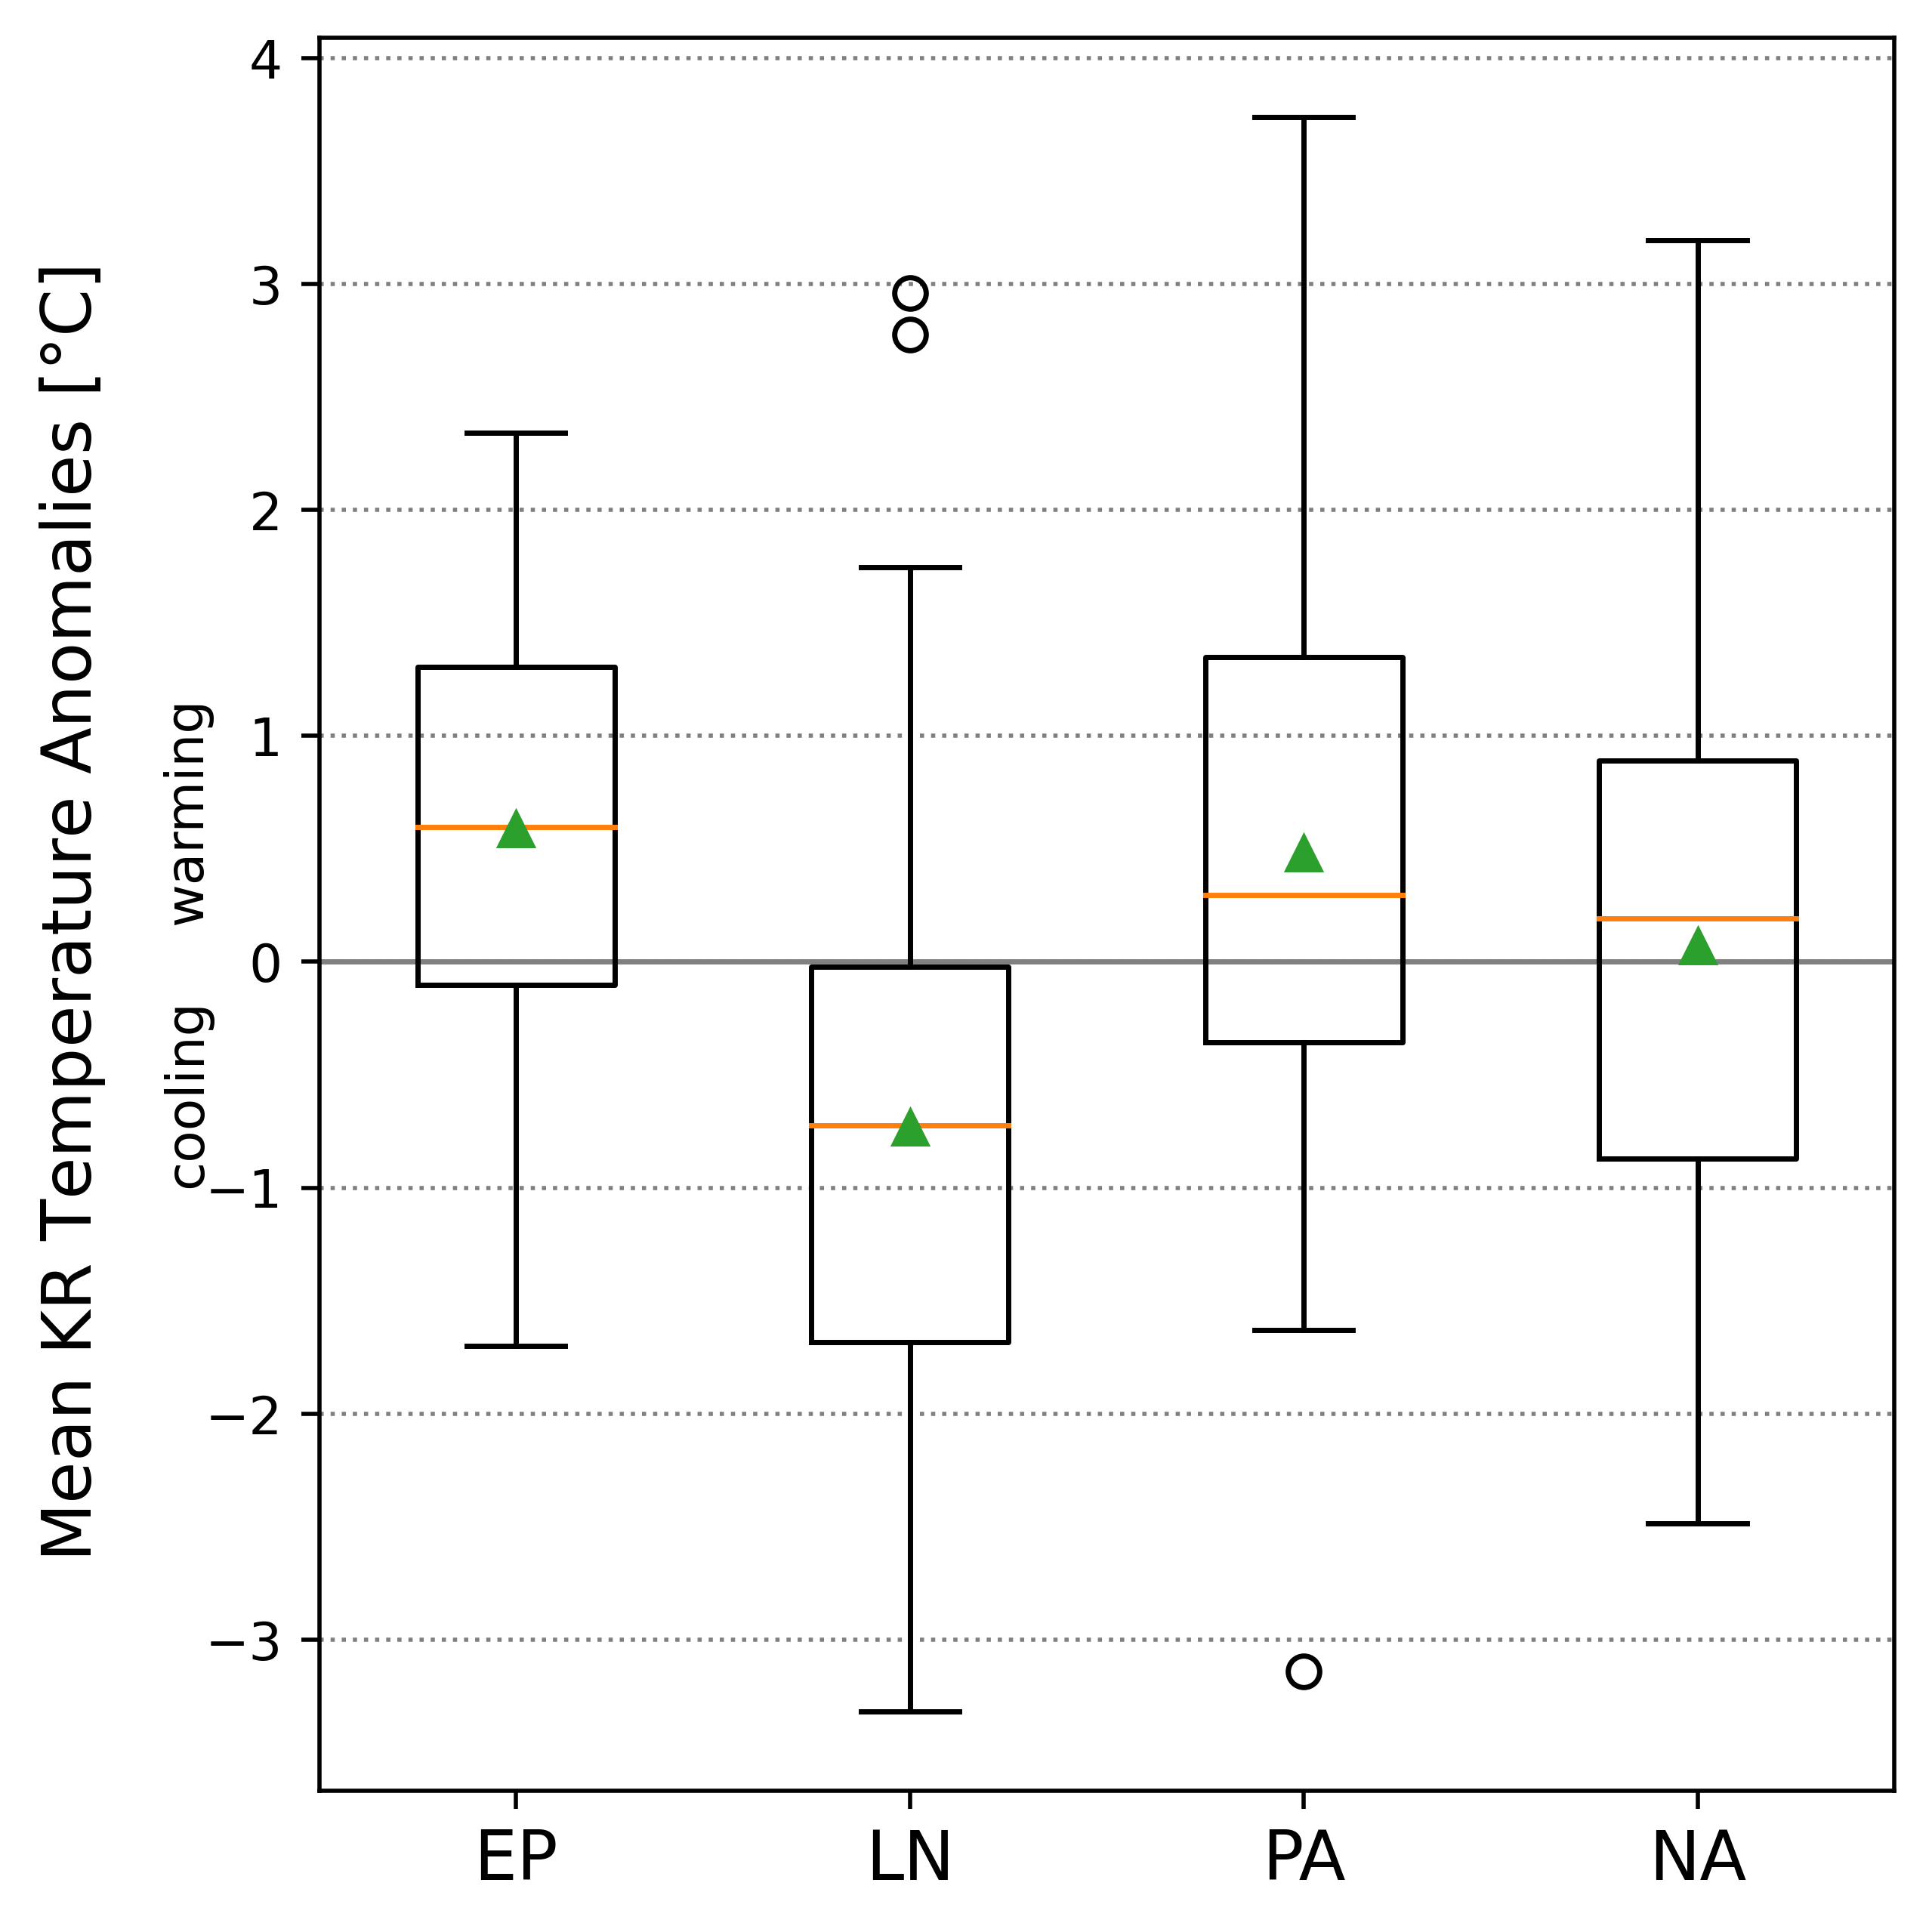 Mean KR Temperature Anomalies [°C]
cooling warming
4
3
2
1
0
−1
−2
−3
EP LN PA NA